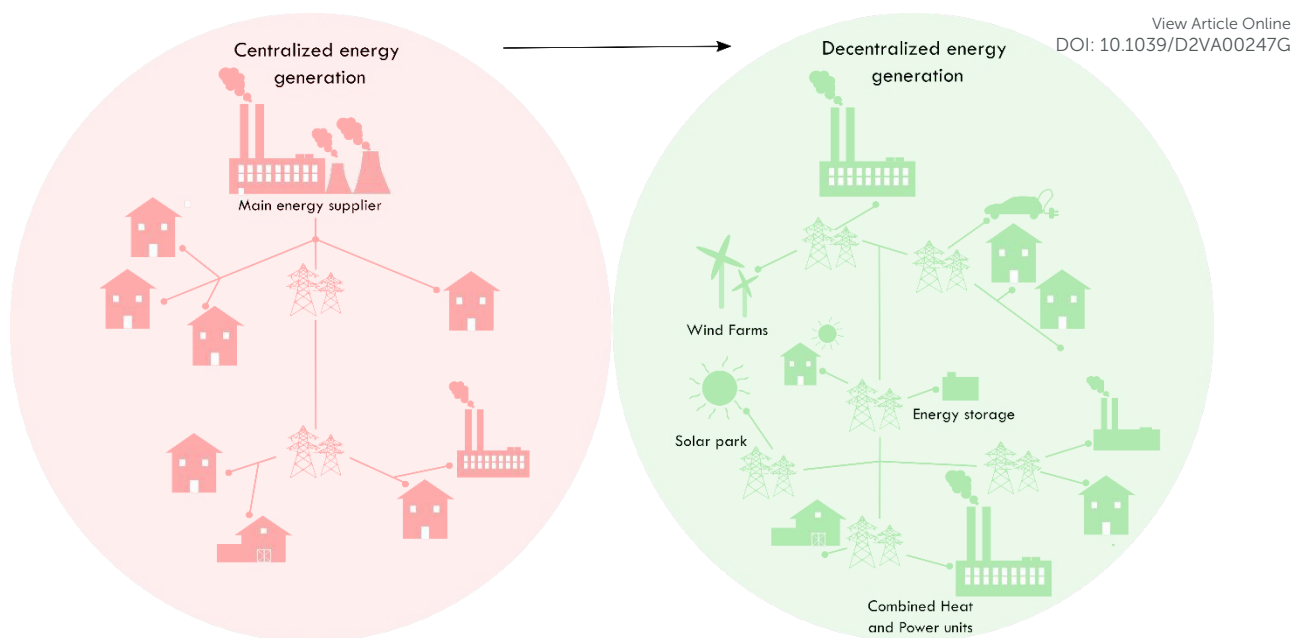 View Article Online
DOI: 10.1039/D2VA00247G
Centralized energy
generation
Decentralized energy
generation
Main energy supplier
Wind Farms
Energy storage
Solar park
Combined Heat
and Power units